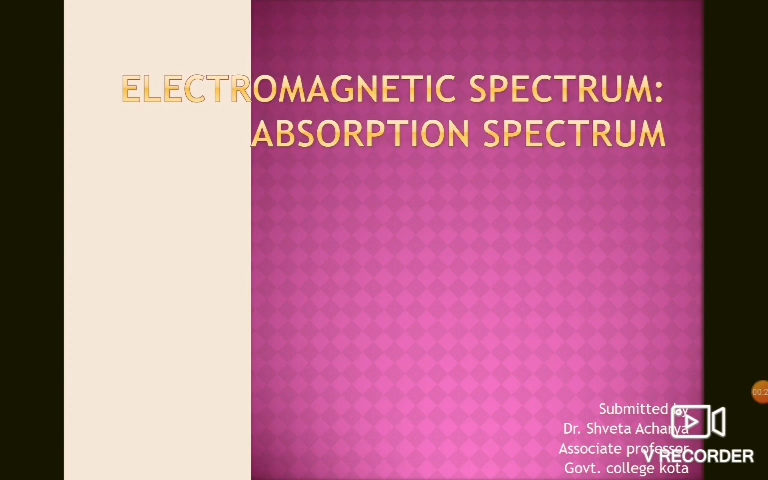 ELECTROMAGNETIC SPECTRUM:
ABSORPTION SPECTRUM
Submitted by
Dr. Shveta Acharya
Associate professor
Govt. college kota
V RECORDER